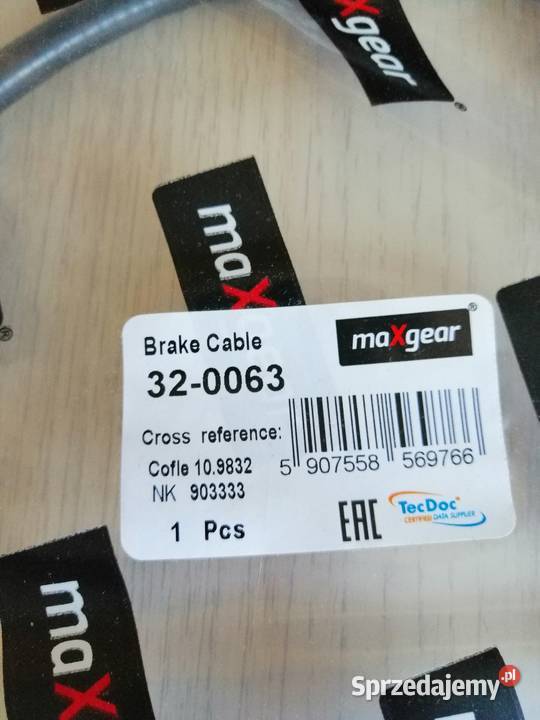 maXgear
®
maX
®
Brake Cable
maXgear
®
32-0063
Cross reference:
Cofle 10.9832
NK 903333
5 907558 569766
1 Pcs
EAC
TecDoc
CERTIFIED DATA SUPPLIER
maX
Sprzedajemy.pl